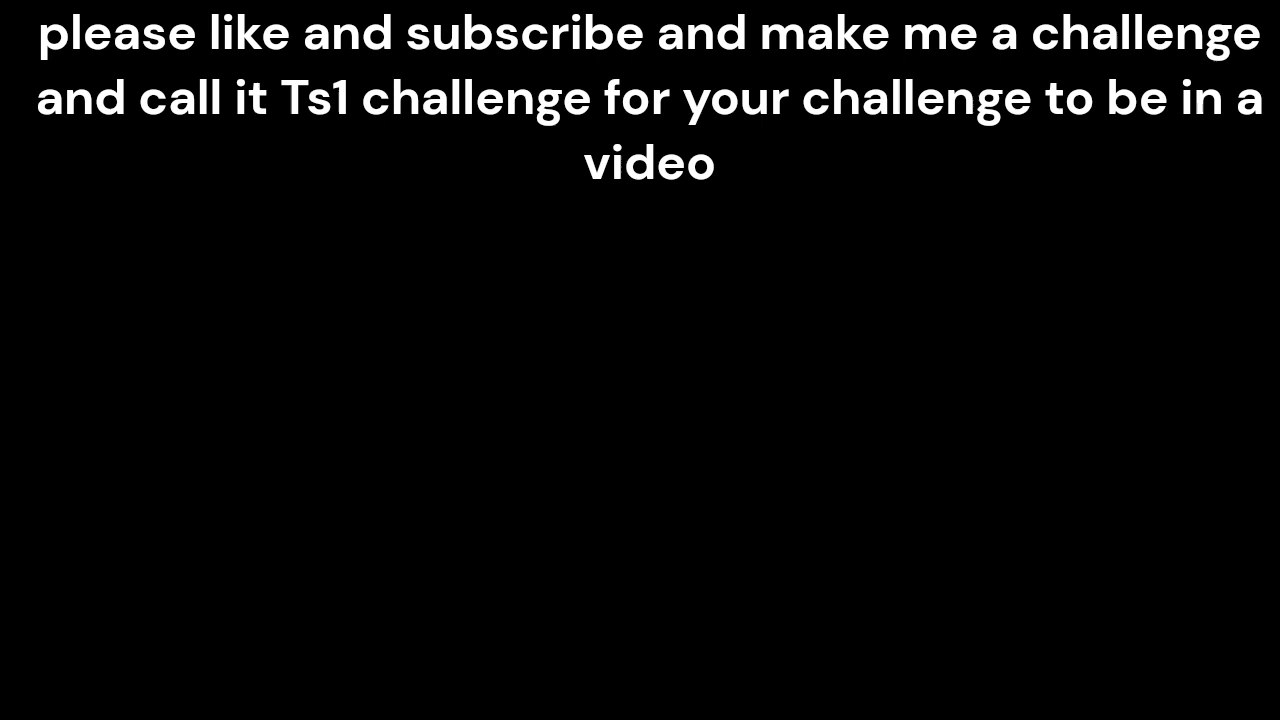 please like and subscribe and make me a challenge
and call it Ts1 challenge for your challenge to be in a
video